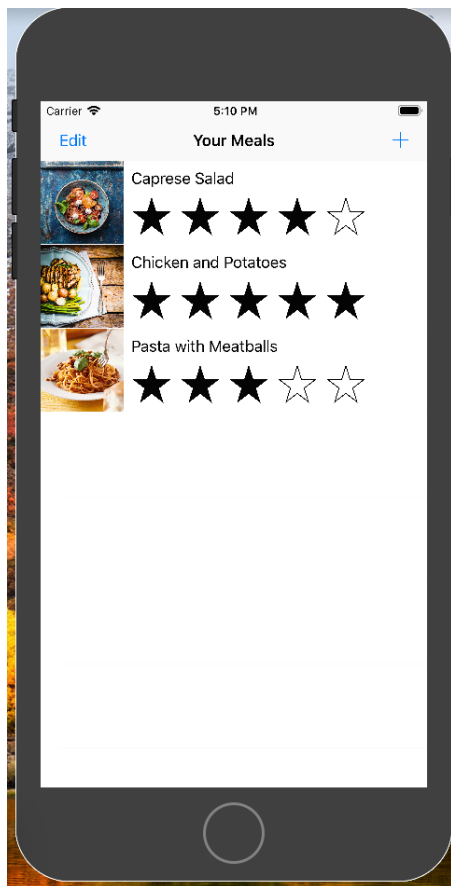 Carrier 5:10 PM
Edit Your Meals +
Caprese Salad
Chicken and Potatoes
Pasta with Meatballs